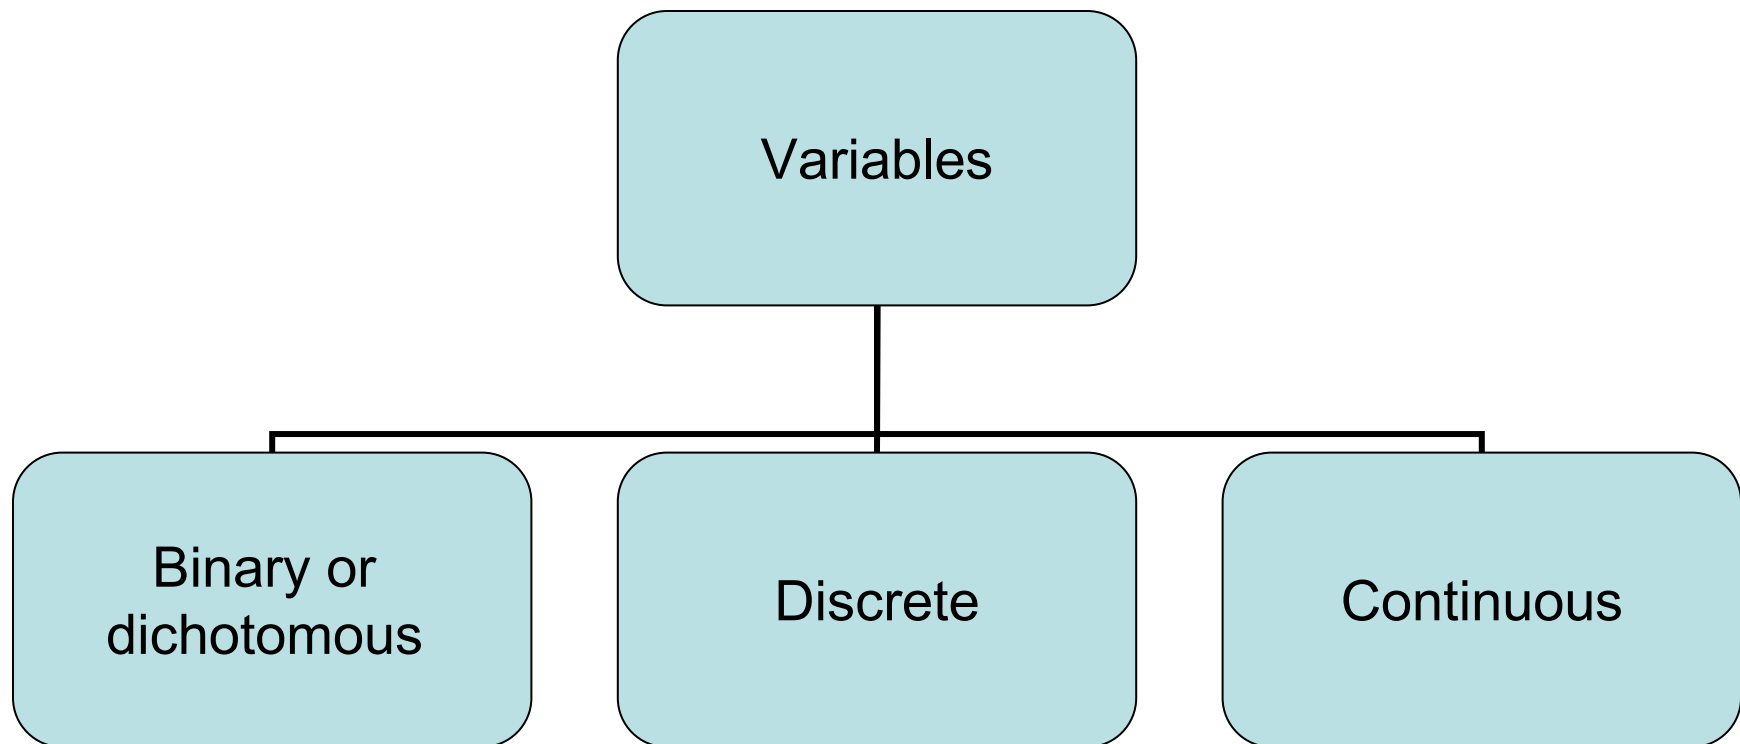 Variables
Binary or
dichotomous
Discrete
Continuous